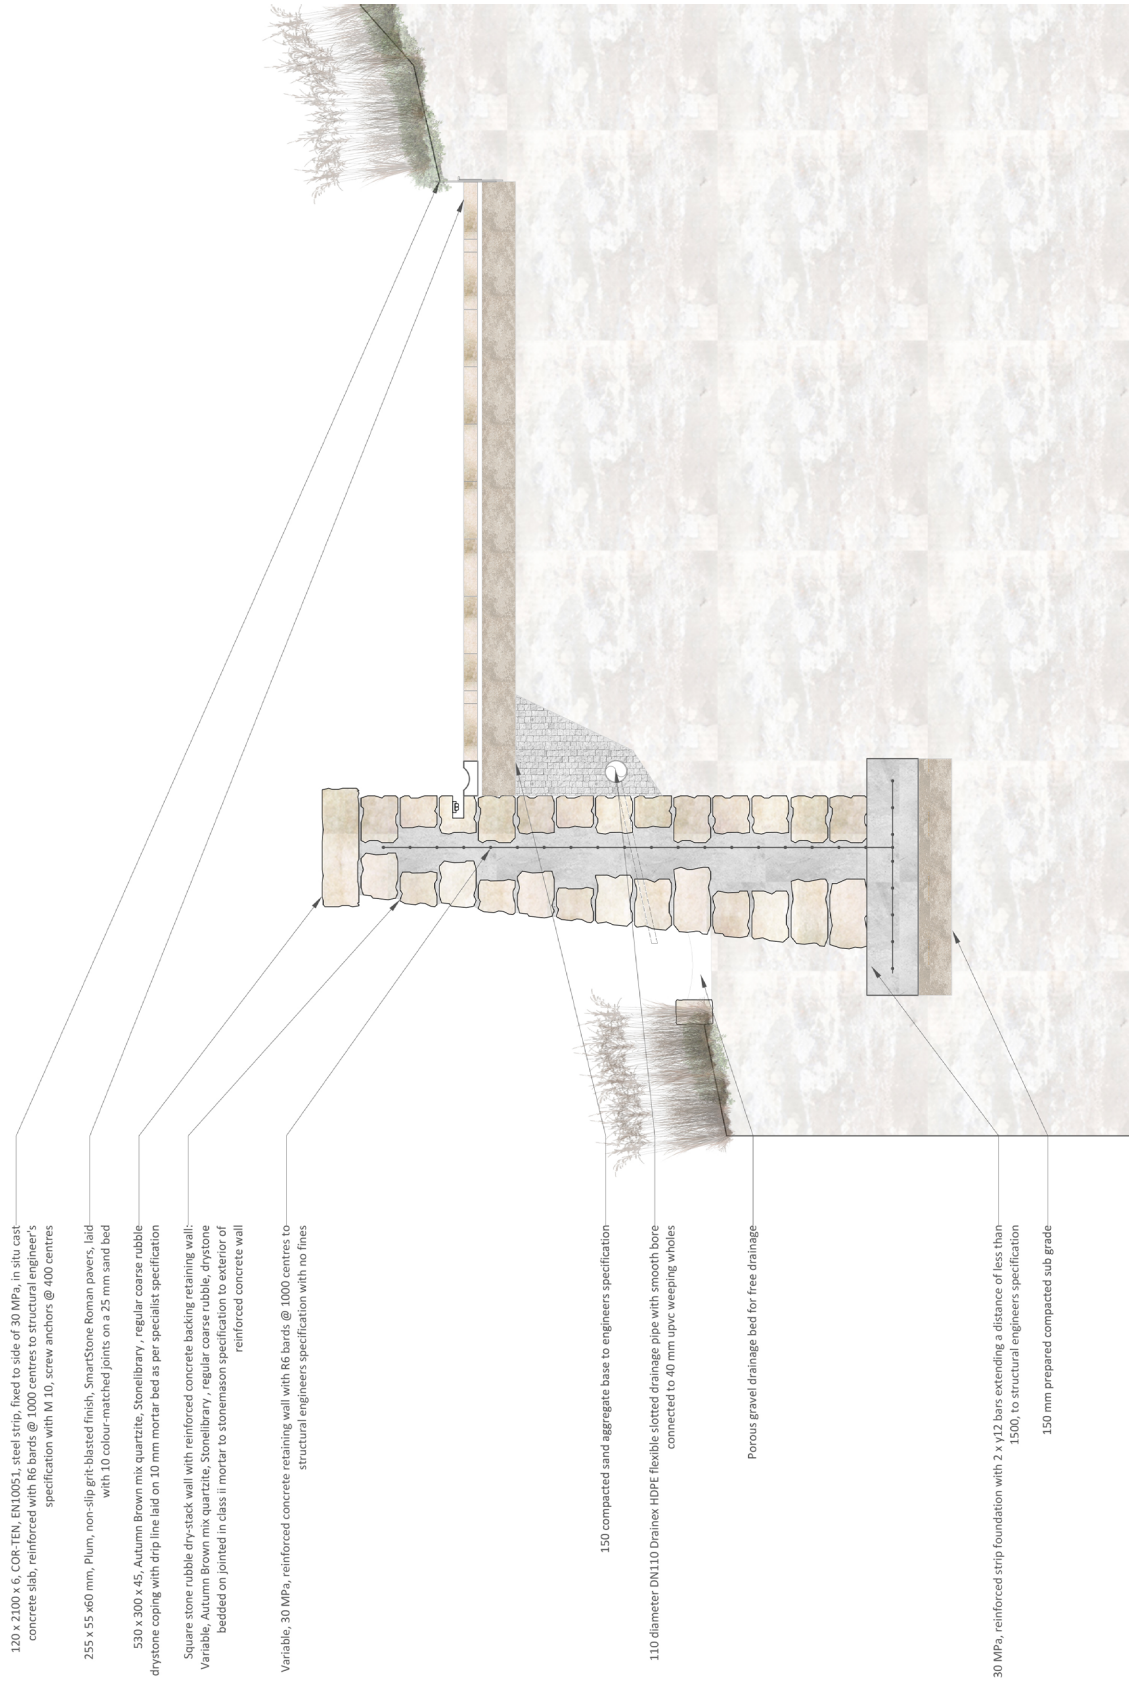 120 x 2100 x 6, COR-TEN, EN10051, steel strip, fixed to side of 30 MPa, in situ cast
concrete slab, reinforced with R6 bards @ 1000 centres to structural engineer's
specification with M 10, screw anchors @ 400 centres
255 x 55 x60 mm, Plum, non-slip grit-blasted finish, SmartStone Roman pavers, laid
with 10 colour-matched joints on a 25 mm sand bed
530 x 300 x 45, Autumn Brown mix quartzite, Stonelibrary , regular coarse rubble
drystone coping with drip line laid on 10 mm mortar bed as per specialist specification
Square stone rubble dry-stack wall with reinforced concrete backing retaining wall:
Variable, Autumn Brown mix quartzite, Stonelibrary , regular coarse rubble, drystone
bedded on jointed in class ii mortar to stonemason specification to exterior of
reinforced concrete wall
Variable, 30 MPa, reinforced concrete retaining wall with R6 bards @ 1000 centres to
structural engineers specification with no fines
150 compacted sand aggregate base to engineers specification
110 diameter DN110 Drainex HDPE flexible slotted drainage pipe with smooth bore
connected to 40 mm upvc weeping wholes
Porous gravel drainage bed for free drainage
30 MPa, reinforced strip foundation with 2 x y12 bars extending a distance of less than
1500, to structural engineers specification
150 mm prepared compacted sub grade